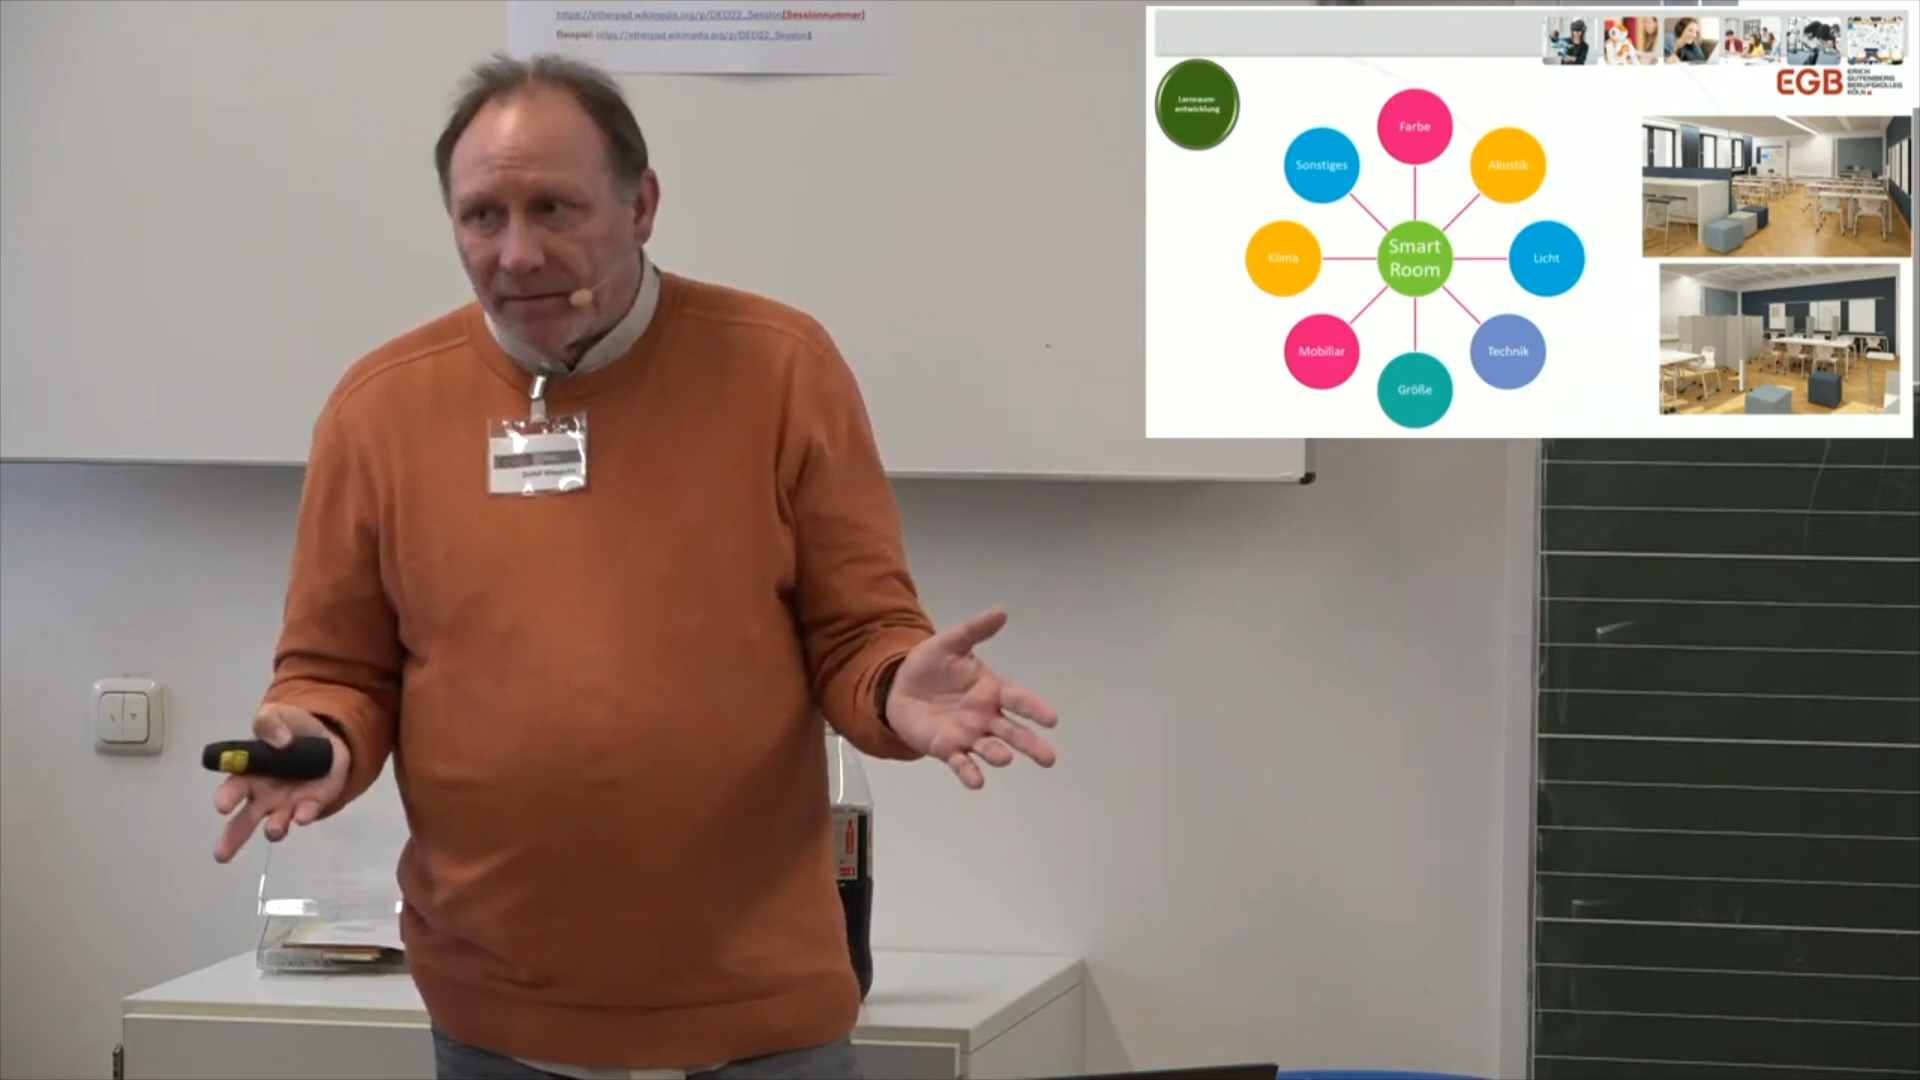 https://etherpad.wikimedia.org/p/DED22_Session[Sessionnummer]
Beispiel: https://etherpad.wikimedia.org/p/DED22_Session1
Lernraum-
entwicklung
EGB
ERICH
GUTENBERG
BERUFSKOLLEG
KÖLN
Farbe
Sonstiges
Akustik
Klima
Smart
Room
Licht
Mobiliar
Technik
Größe